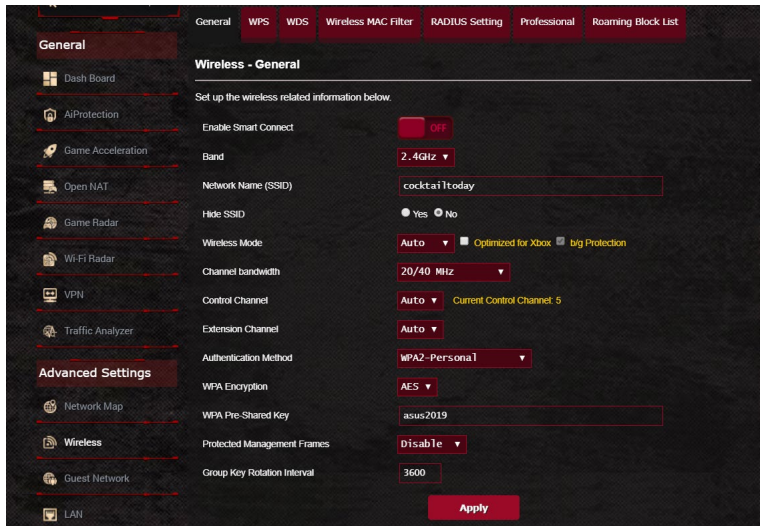 General WPS WDS Wireless MAC Filter RADIUS Setting Professional Roaming Block List
General
Dash Board
AiProtection
Game Acceleration
Open NAT
Game Radar
Wi-Fi Radar
VPN
Traffic Analyzer
Advanced Settings
Network Map
Wireless
Guest Network
LAN
Wireless - General
Set up the wireless related information below.
Enable Smart Connect OFF
Band 2.4GHz
Network Name (SSID) cocktailtoday
Hide SSID Yes No
Wireless Mode Auto Optimized for Xbox b/g Protection
Channel bandwidth 20/40 MHz
Control Channel Auto Current Control Channel: 5
Extension Channel Auto
Authentication Method WPA2-Personal
WPA Encryption AES
WPA Pre-Shared Key asus2019
Protected Management Frames Disable
Group Key Rotation Interval 3600
Apply